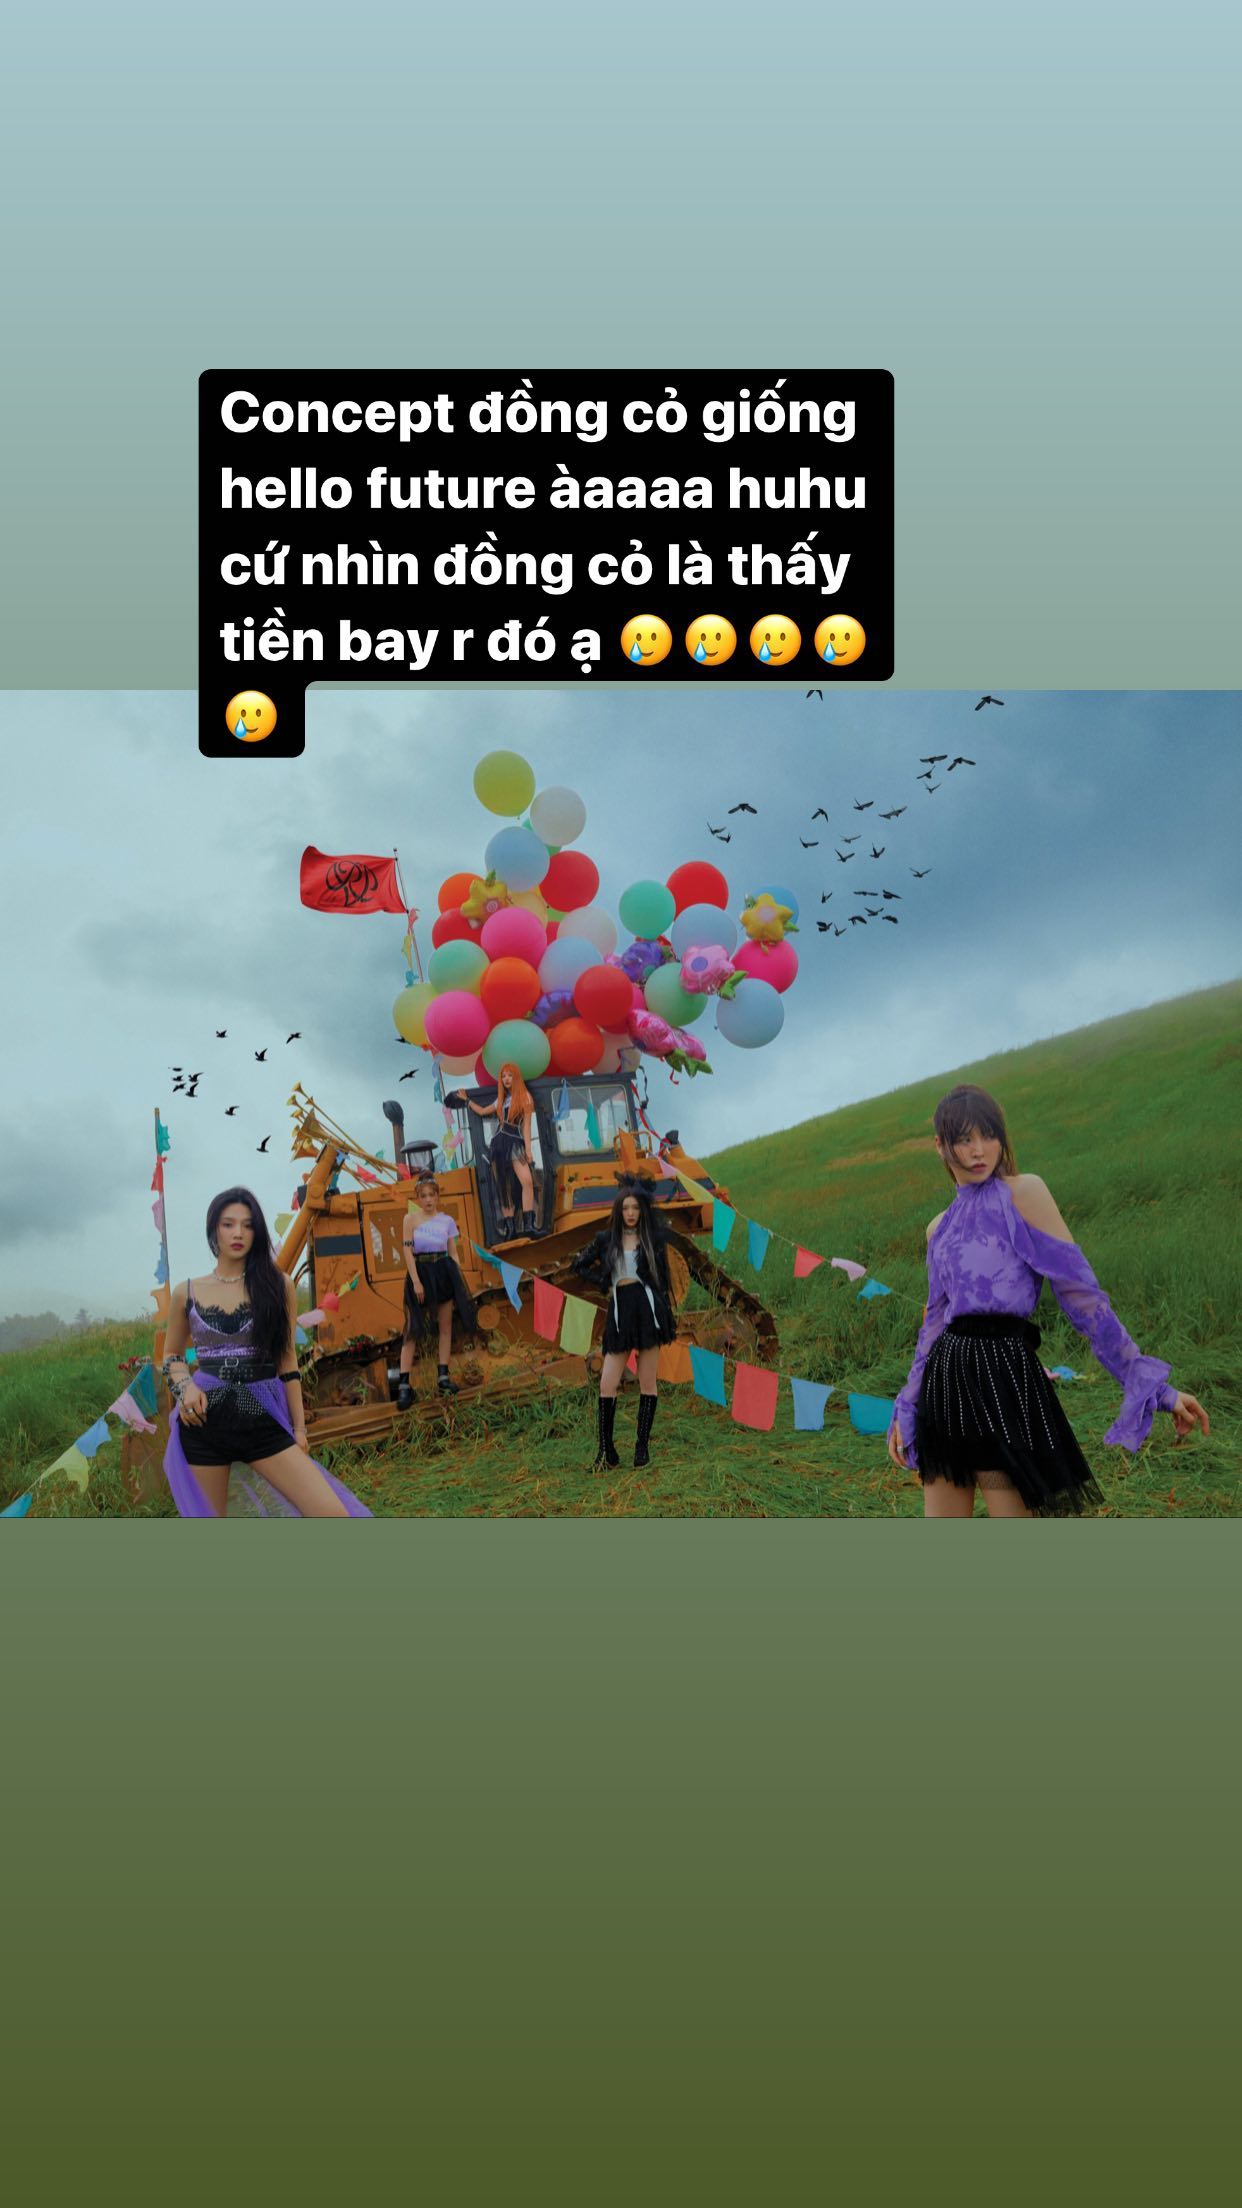 Concept đồng cỏ giống
hello future àaaaa huhu
cứ nhìn đồng cỏ là thấy
tiền bay r đó ạ 🥲🥲🥲🥲
🥲